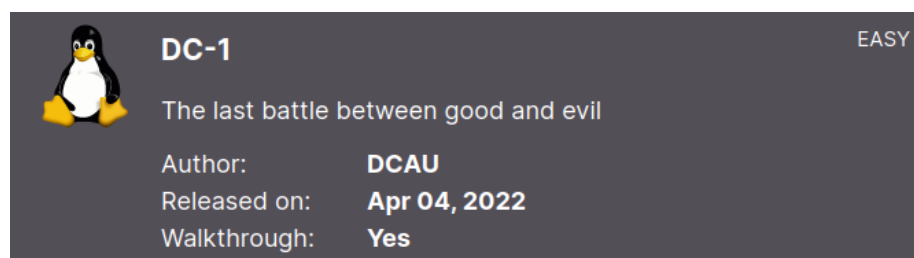 DC-1
EASY
The last battle between good and evil
Author: DCAU
Released on: Apr 04, 2022
Walkthrough: Yes